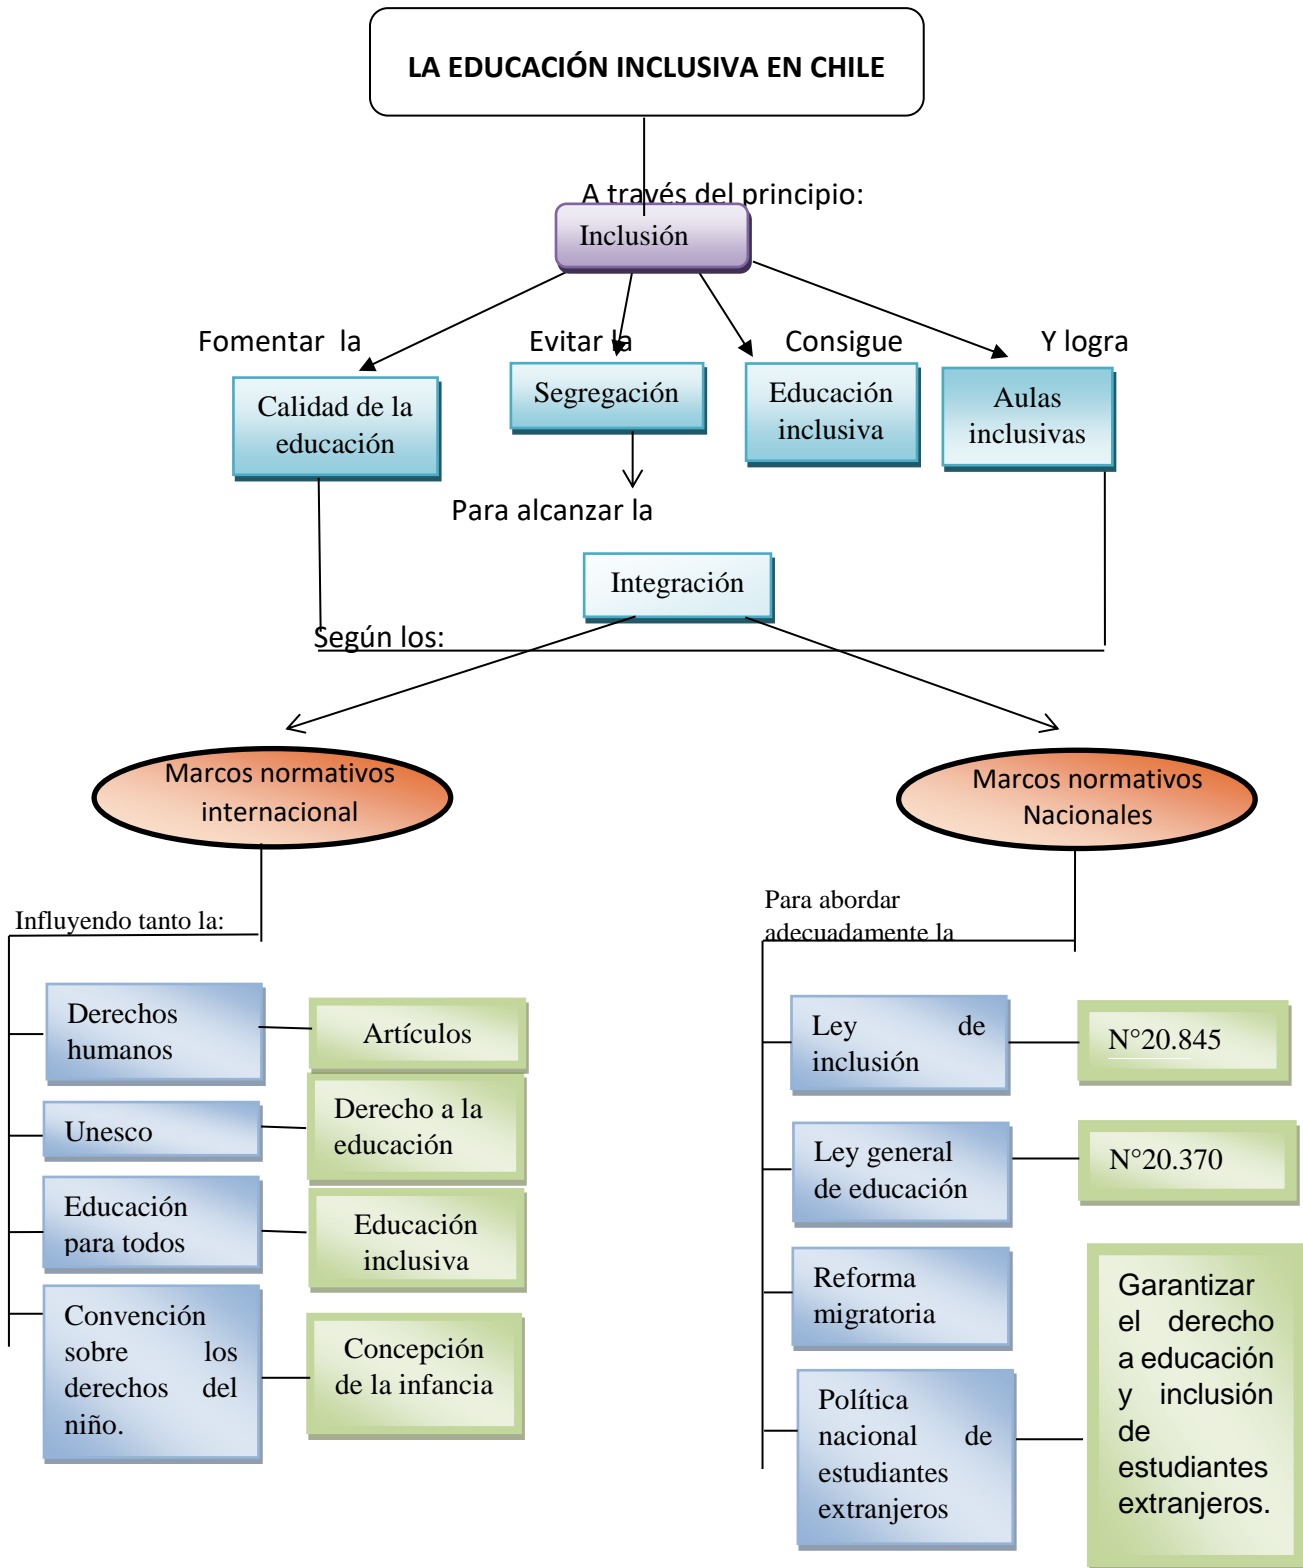 LA EDUCACIÓN INCLUSIVA EN CHILE
A través del principio:
Inclusión
Fomentar la
Evitar la
Consigue
Y logra
Calidad de la
educación
Segregación
Educación
inclusiva
Aulas
inclusivas
Para alcanzar la
Integración
Según los:
Marcos normativos
internacional
Marcos normativos
Nacionales
Influyendo tanto la:
Derechos
humanos
Artículos
Unesco
Derecho a la
educación
Educación
para todos
Educación
inclusiva
Convención
sobre los
derechos del
niño.
Concepción
de la infancia
Para abordar
adecuadamente la
Ley de
inclusión
N°20.845
Ley general
de educación
N°20.370
Reforma
migratoria
Política
nacional de
estudiantes
extranjeros
Garantizar
el derecho
a educación
y inclusión
de
estudiantes
extranjeros.